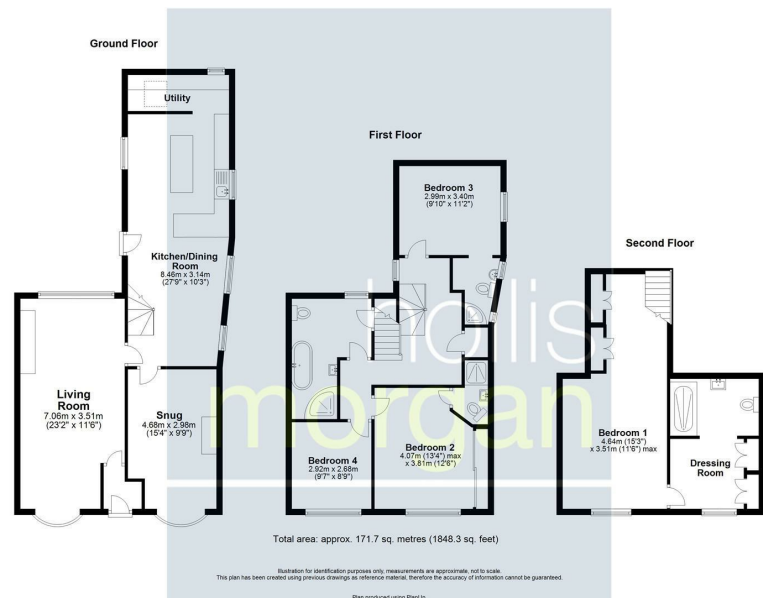 Ground Floor
Utility
Kitchen/Dining
Room
8.46m x 3.14m
(27'9" x 10'3")
Living
Room
7.06m x 3.51m
(23'2" x 11'6")
Snug
4.68m x 2.98m
(15'4" x 9'9")
First Floor
Bedroom 3
2.99m x 3.40m
(9'10" x 11'2")
Bedroom 4
2.92m x 2.68m
(9'7" x 8'9")
Bedroom 2
4.07m (13'4") max
x 3.81m (12'6")
Second Floor
Bedroom 1
4.64m (15'3")
x 3.51m (11'6") max
Dressing
Room
hollis
morgan
Total area: approx. 171.7 sq. metres (1848.3 sq. feet)
Illustration for identification purposes only, measurements are approximate, not to scale.
This plan has been created using previous drawings as reference material, therefore the accuracy of information cannot be guaranteed.
Plan produced using PlanUp.